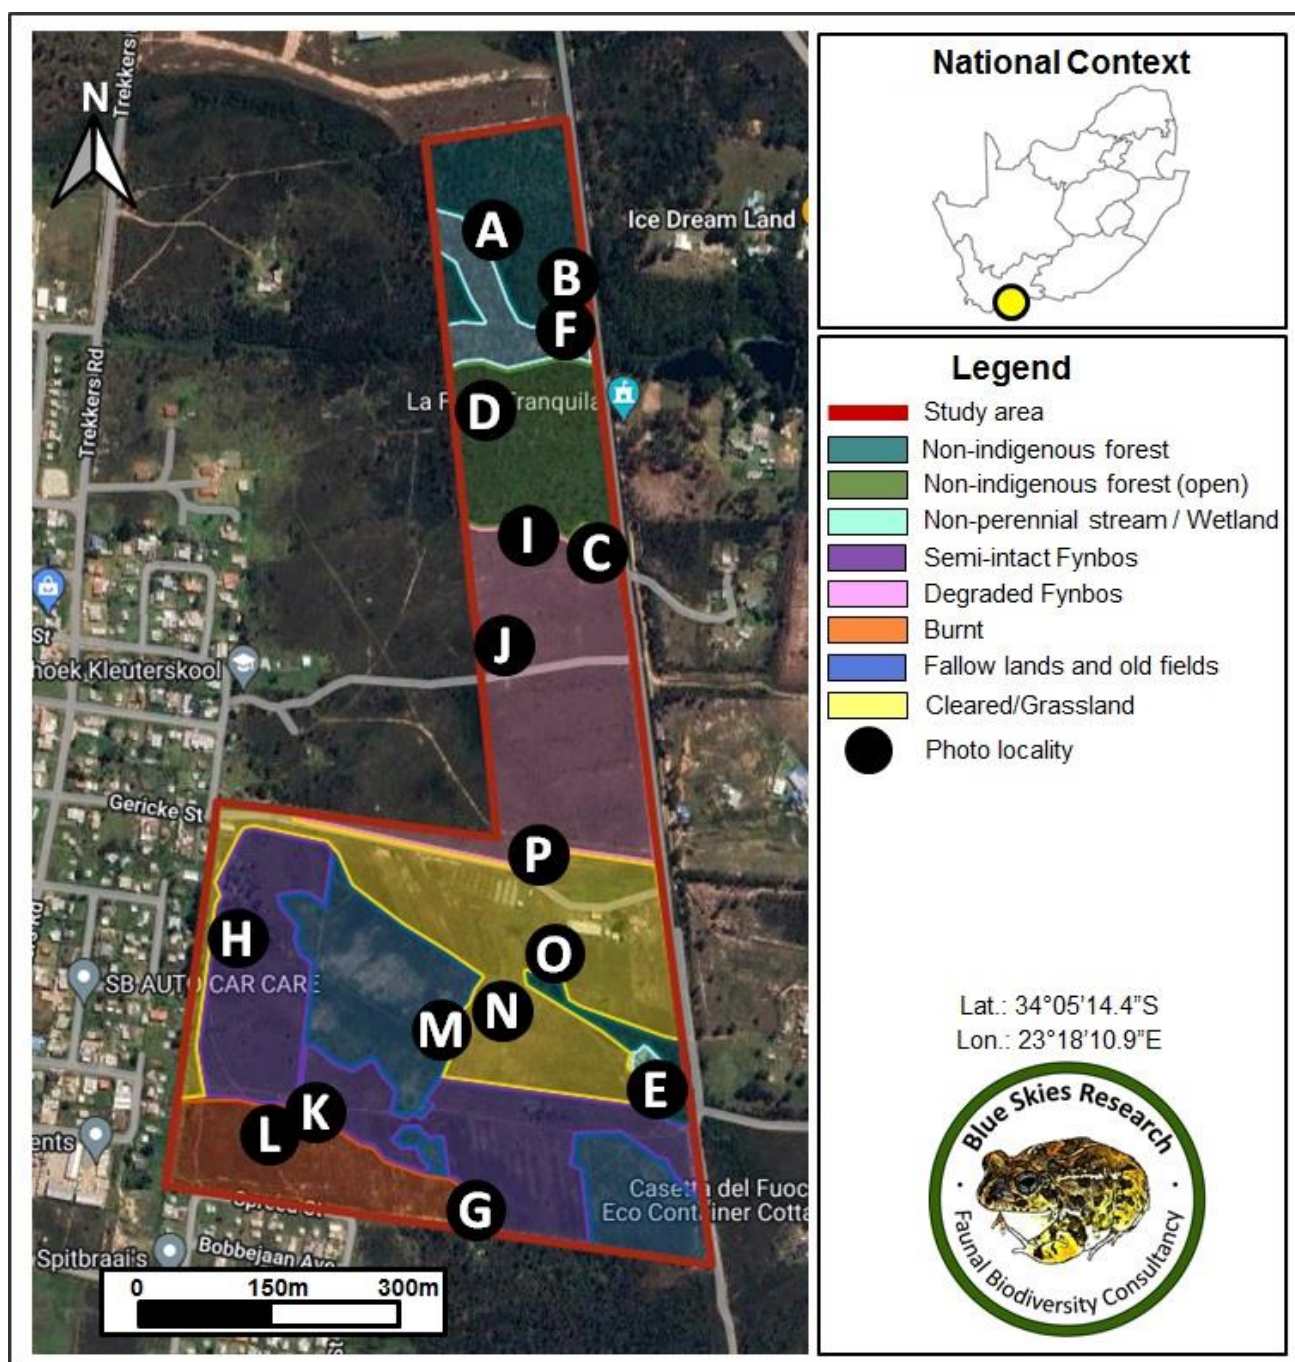 N
Trekkers
Ice Dream Land
A
B
F
Trekkers Rd
La
Tranquila
D
I
C
St
J
hoek Kleuterskool
Gericke St
P
H
O
SB AUTO CAR CARE
N
M
E
K
L
ents
G
Casetta del Fuoc
Eco Container Cotta
Spitbraai's
Bobbejaan Ave
0 150m 300m
St
National Context
Legend
Study area
Non-indigenous forest
Non-indigenous forest (open)
Non-perennial stream / Wetland
Semi-intact Fynbos
Degraded Fynbos
Burnt
Fallow lands and old fields
Cleared/Grassland
Photo locality
Lat.: 34°05’14.4”S
Lon.: 23°18’10.9”E
Blue Skies Research
Faunal Biodiversity Consultancy